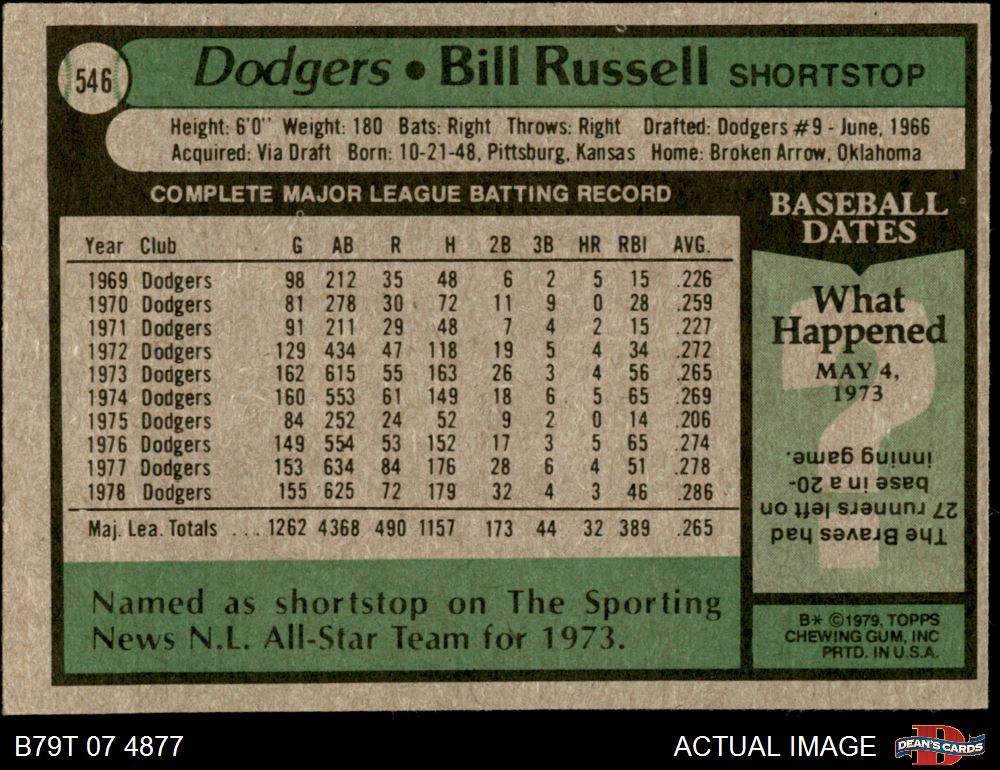 546
Dodgers • Bill Russell SHORTSTOP
Height: 6'0" Weight: 180 Bats: Right Throws: Right Drafted: Dodgers #9 - June, 1966
Acquired: Via Draft Born: 10-21-48, Pittsburg, Kansas Home: Broken Arrow, Oklahoma
COMPLETE MAJOR LEAGUE BATTING RECORD
Year Club G AB R H 2B 3B HR RBI AVG.
1969 Dodgers 98 212 35 48 6 2 5 15 .226
1970 Dodgers 81 278 30 72 11 9 0 28 .259
1971 Dodgers 91 211 29 48 7 4 2 15 .227
1972 Dodgers 129 434 47 118 19 5 4 34 .272
1973 Dodgers 162 615 55 163 26 3 4 56 .265
1974 Dodgers 160 553 61 149 18 6 5 65 .269
1975 Dodgers 84 252 24 52 9 2 0 14 .206
1976 Dodgers 149 554 53 152 17 3 5 65 .274
1977 Dodgers 153 634 84 176 28 6 4 51 .278
1978 Dodgers 155 625 72 179 32 4 3 46 .286
Maj. Lea. Totals ... 1262 4368 490 1157 173 44 32 389 .265
Named as shortstop on The Sporting
News N.L. All-Star Team for 1973.
BASEBALL
DATES
What
Happened
MAY 4,
1973
?
The Braves had
27 runners left on
base in a 20-
inning game.
B* ©1979, TOPPS
CHEWING GUM, INC
PRTD. IN U.S.A.
B79T 07 4877
ACTUAL IMAGE
D
DEAN'S CARDS